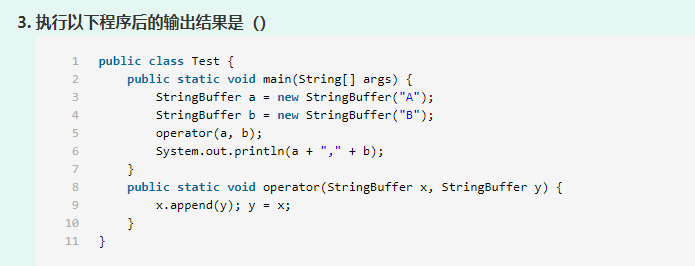 3. 执行以下程序后的输出结果是（）
1 public class Test {
2 public static void main(String[] args) {
3 StringBuffer a = new StringBuffer("A");
4 StringBuffer b = new StringBuffer("B");
5 operator(a, b);
6 System.out.println(a + "," + b);
7 }
8 public static void operator(StringBuffer x, StringBuffer y) {
9 x.append(y); y = x;
10 }
11 }